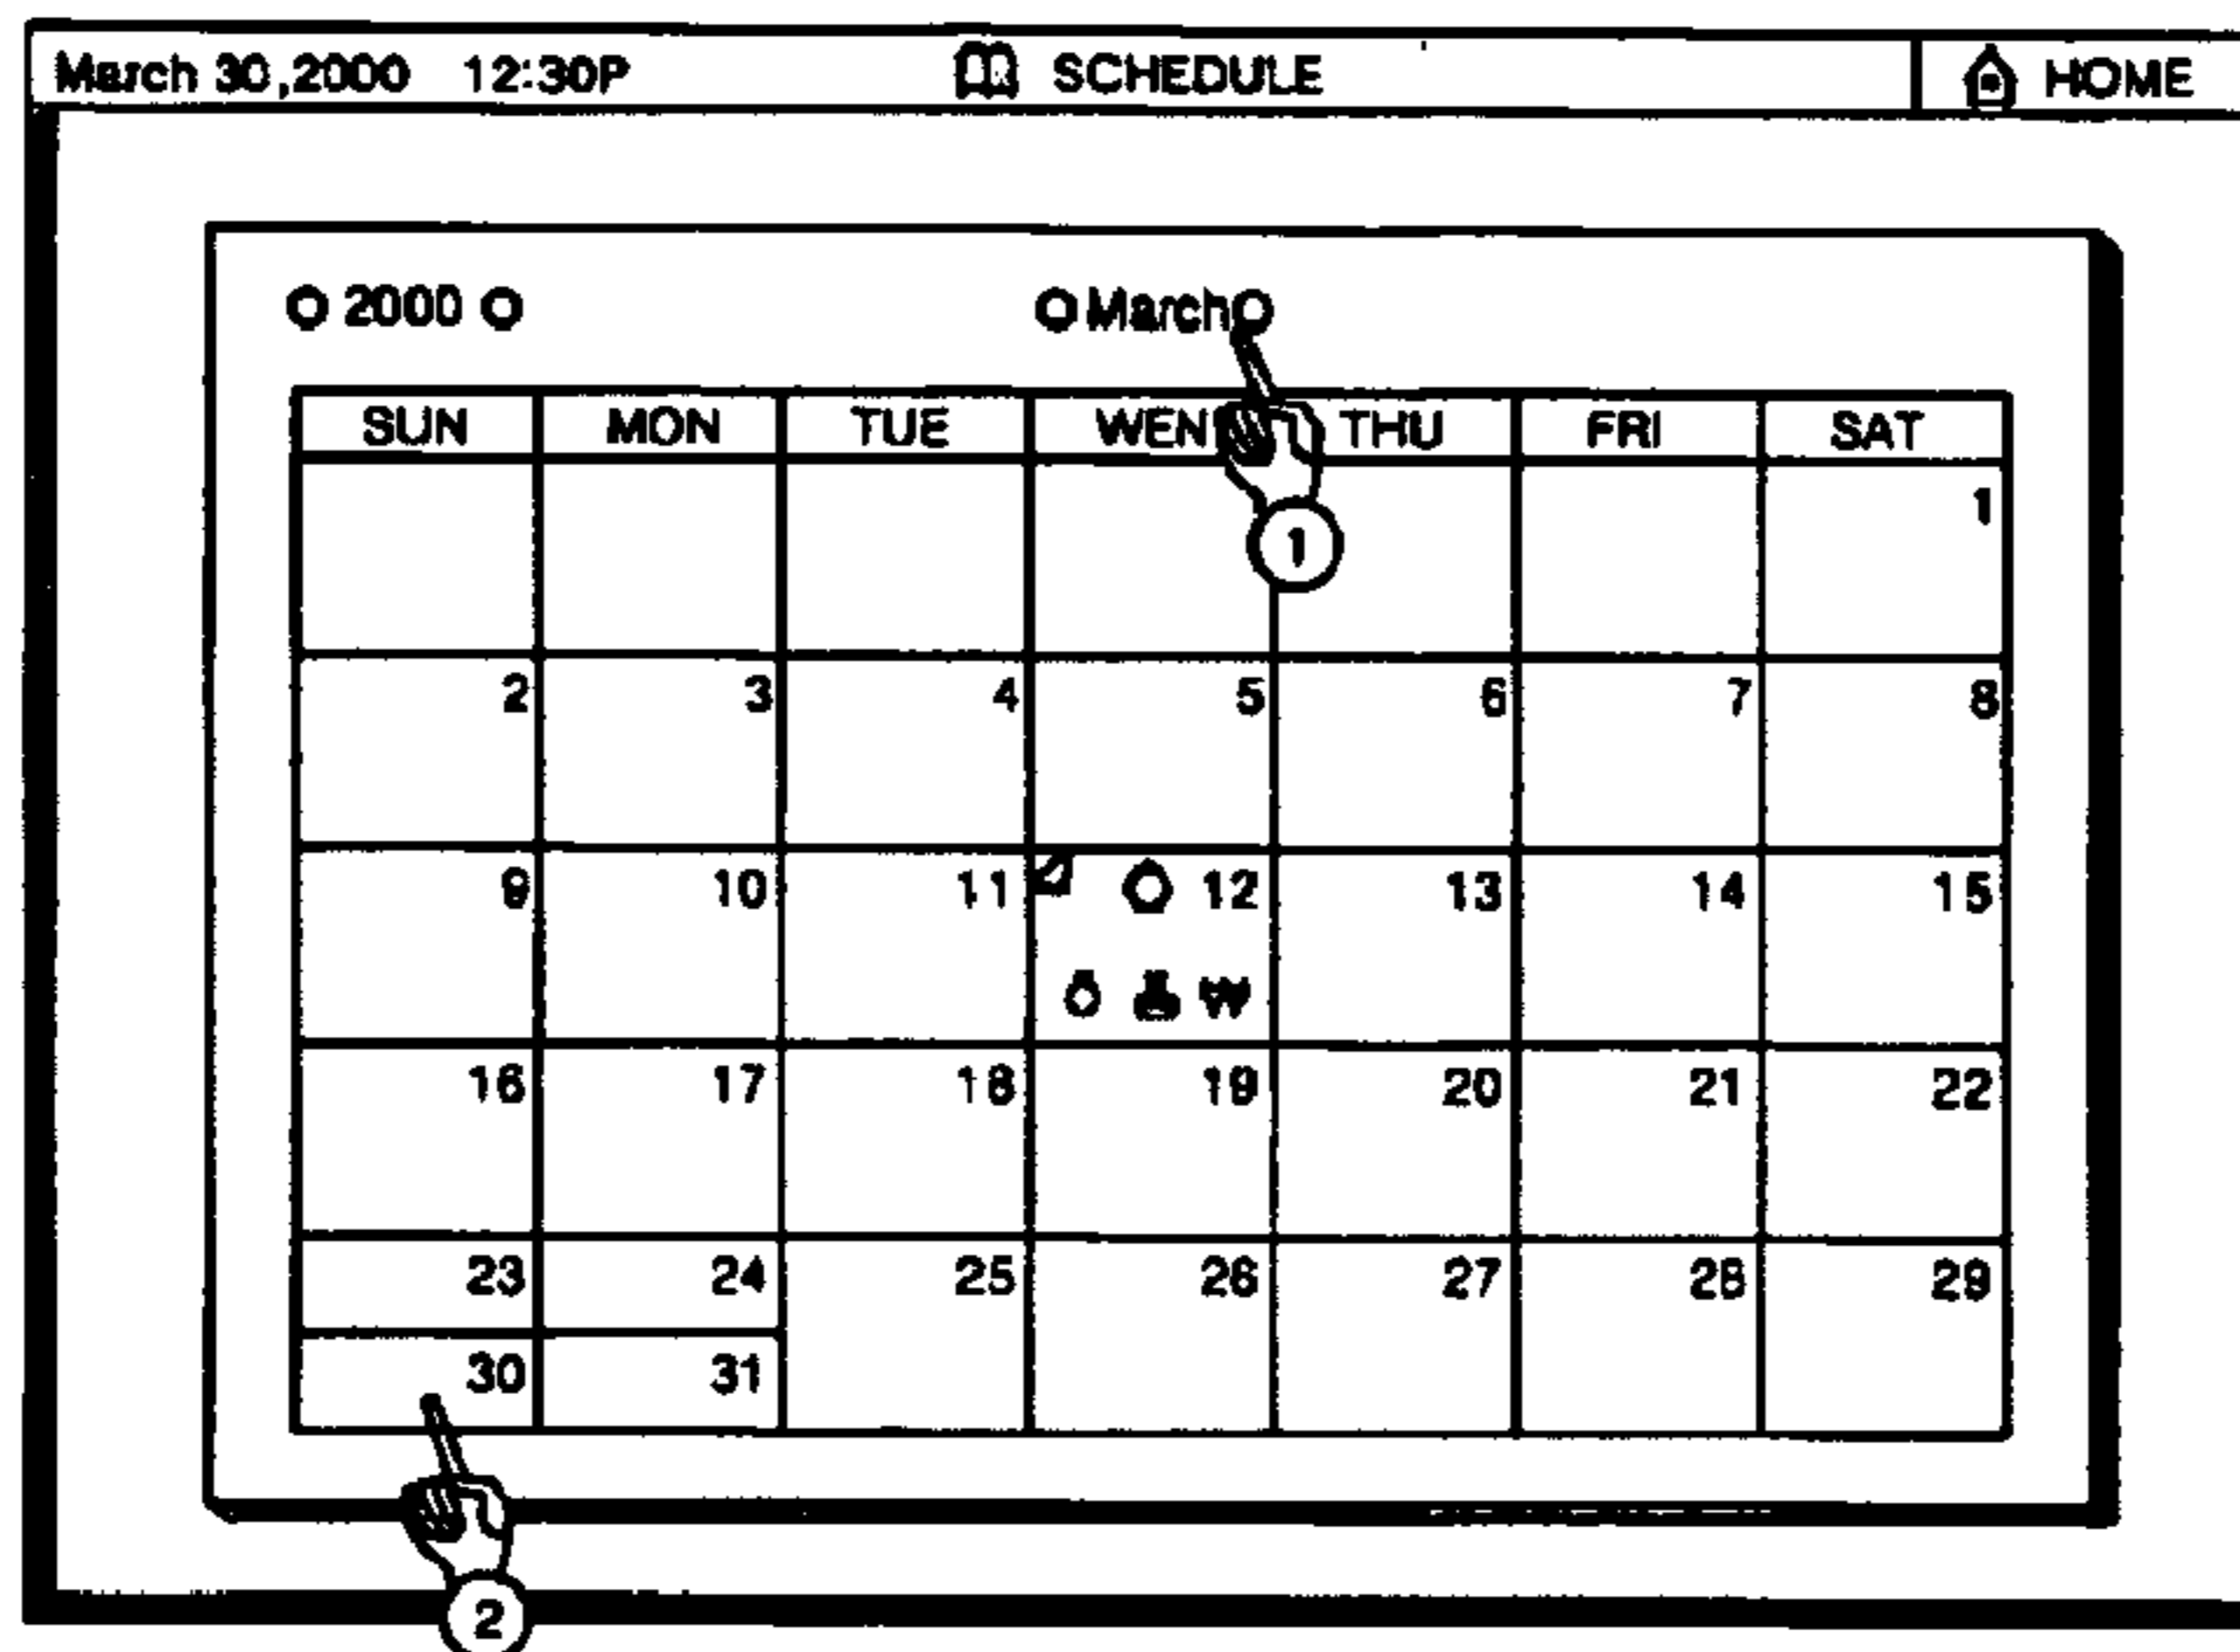 March 30,2000 12:30P SCHEDULE HOME
2000 March
SUN MON TUE WEN THU FRI SAT
1
1
2 3 4 5 6 7 8
9 10 11 12 13 14 15
W
16 17 18 19 20 21 22
23 24 25 26 27 28 29
30 31
2